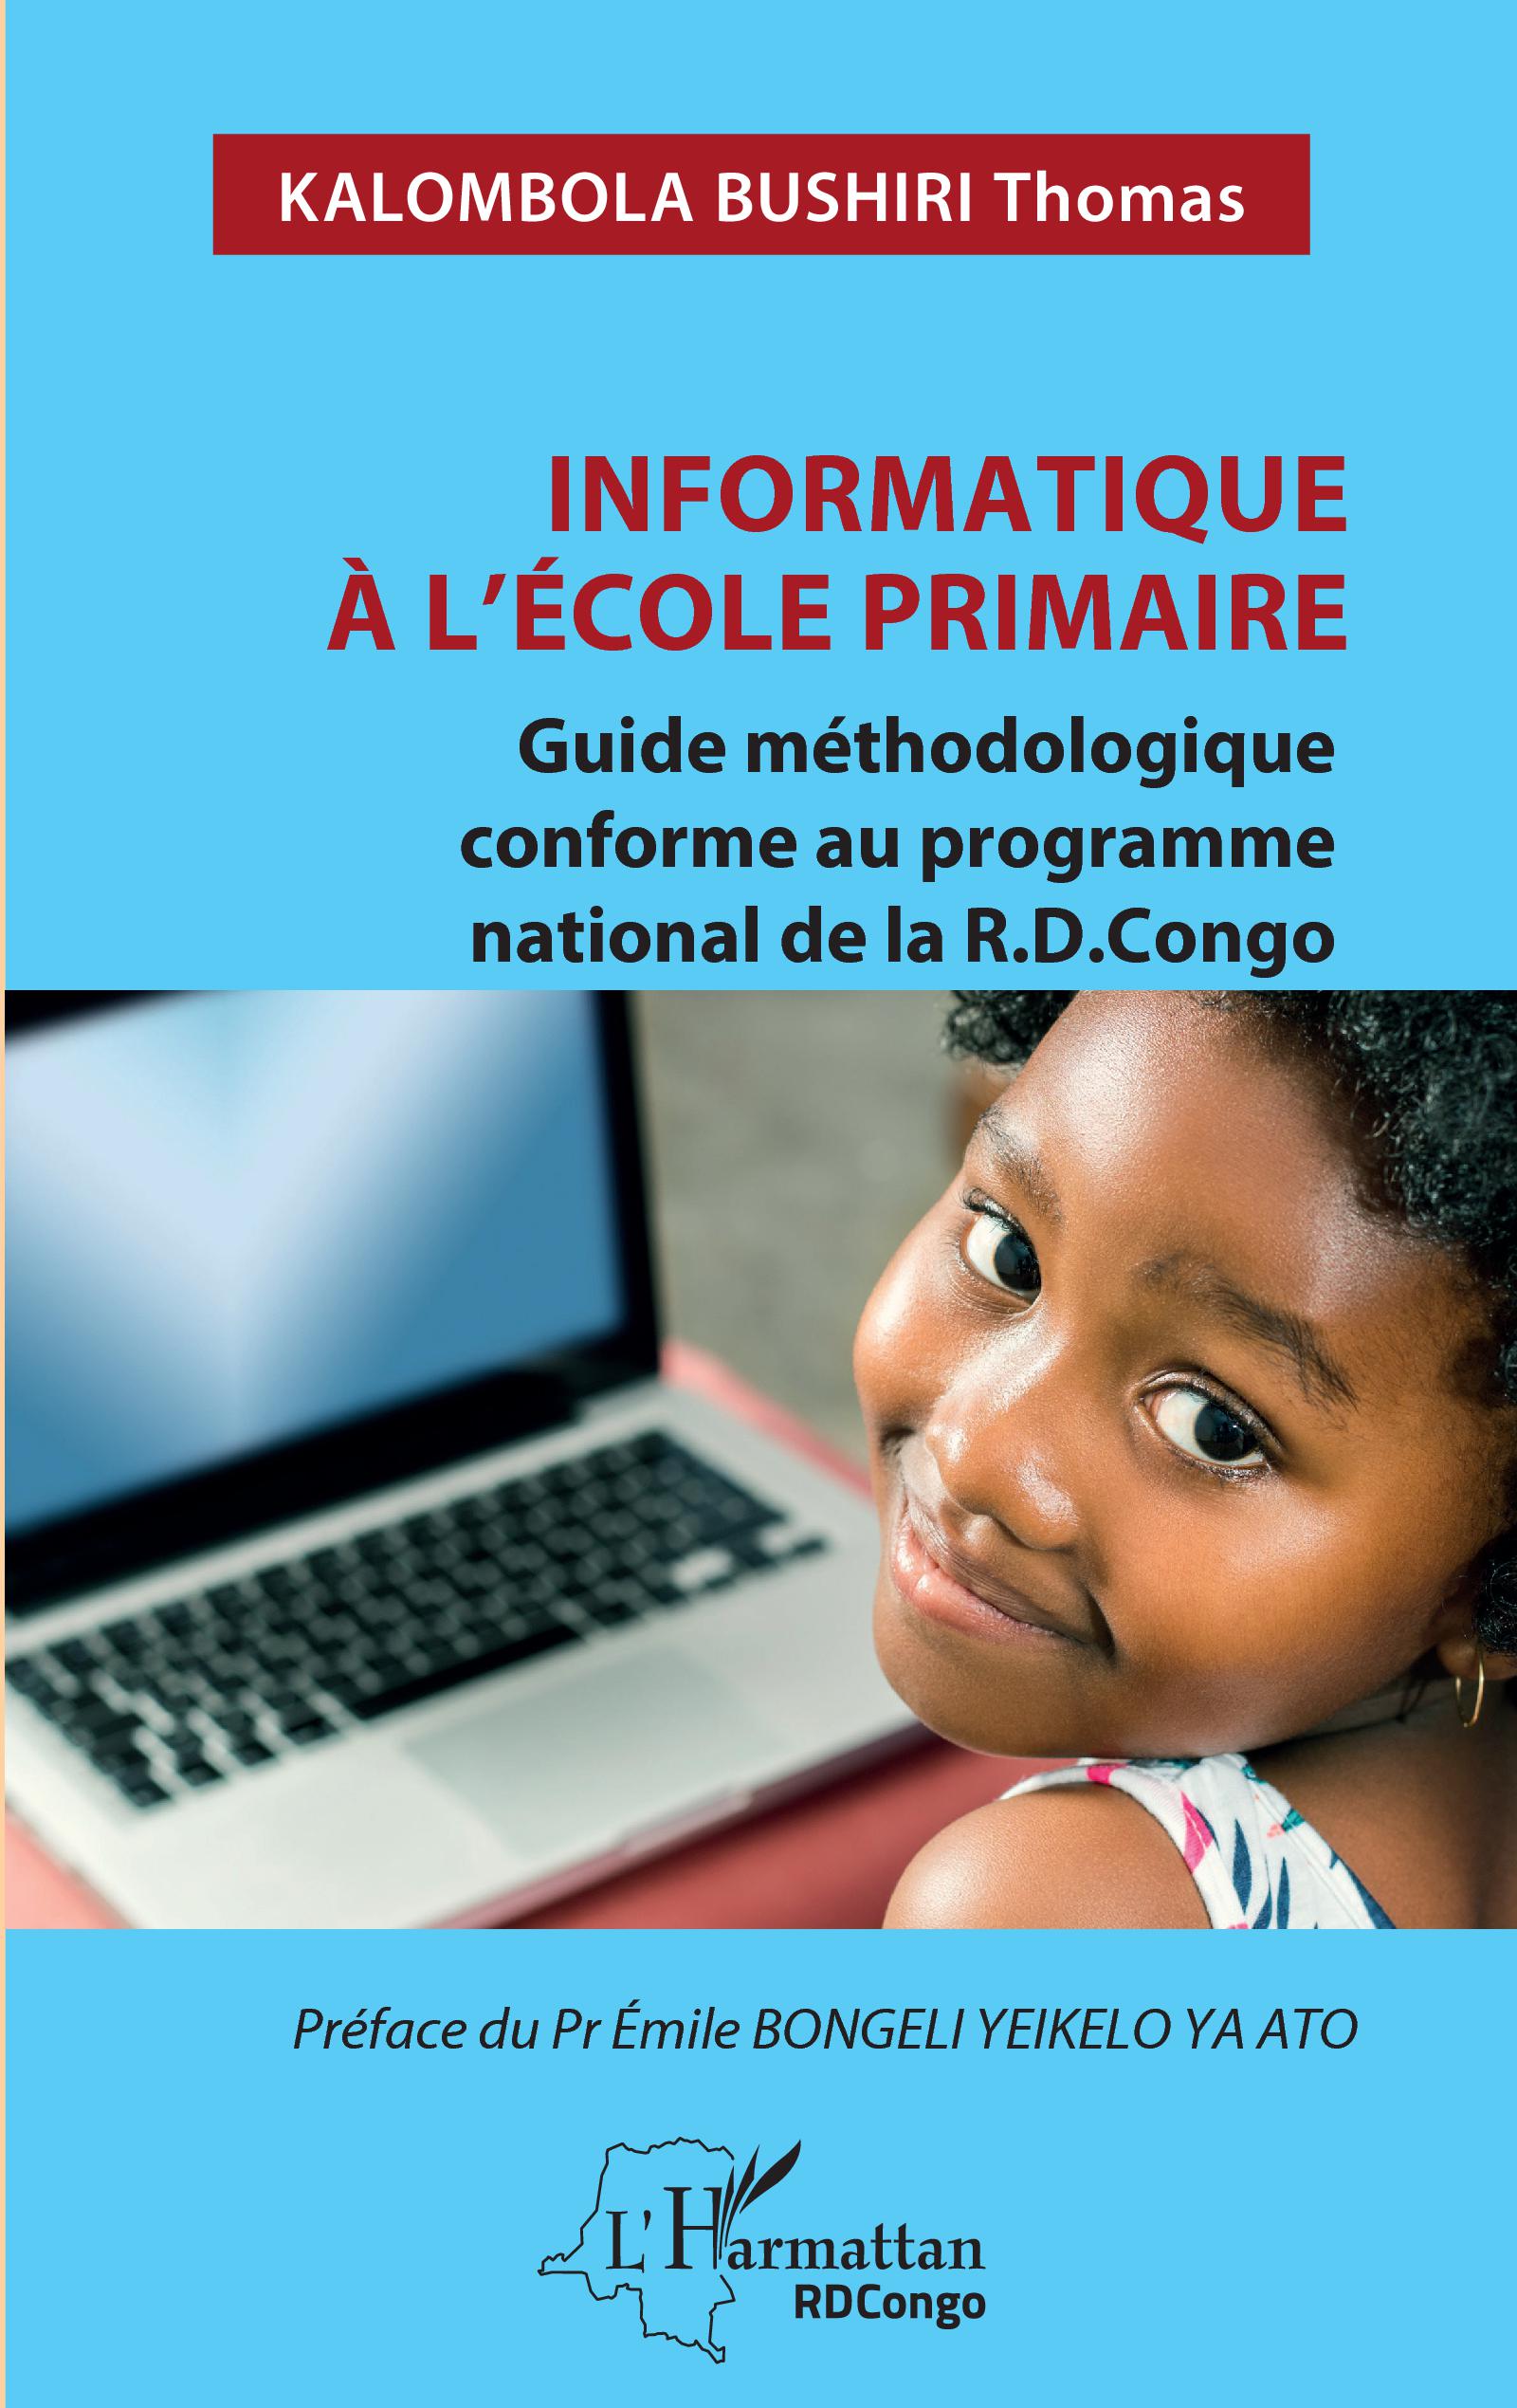 KALOMBOLA BUSHIRI Thomas
INFORMATIQUE
À L’ÉCOLE PRIMAIRE
Guide méthodologique
conforme au programme
national de la R.D.Congo
Préface du Pr Émile BONGELI YEIKELO YA ATO
L'Harmattan
RDCongo